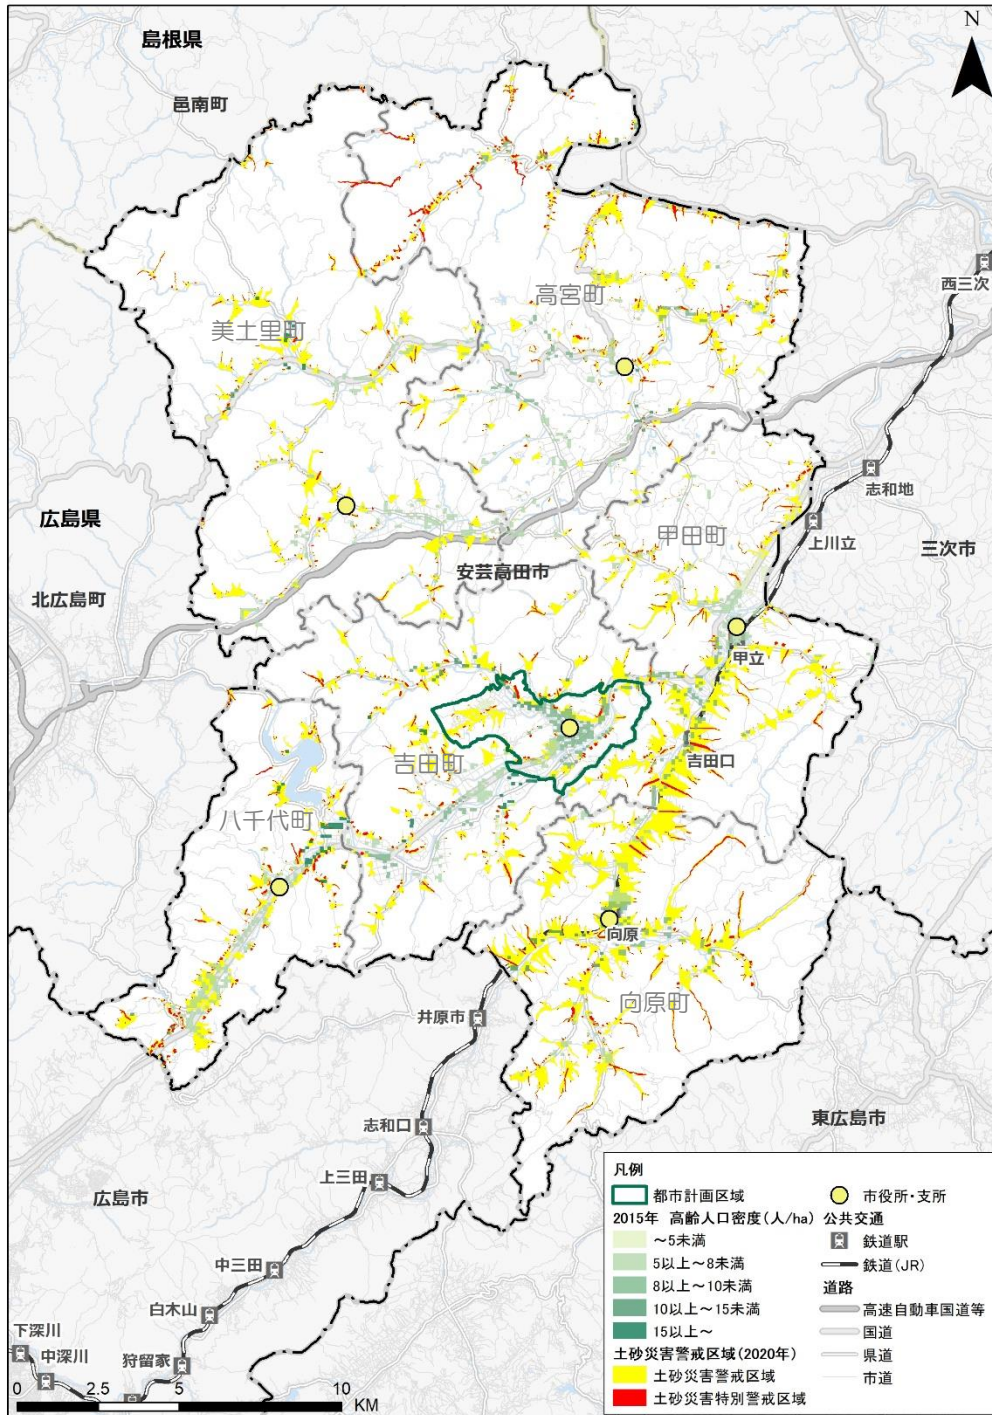 N
島根県
邑南町
西三次
高宮町
美土里町
志和地
広島県
上川立
甲田町
三次市
安芸高田市
北広島町
甲立
吉田口
吉田町
八千代町
向原
向原町
井原市
東広島市
志和口
上三田
広島市
中三田
白木山
下深川
中深川
狩留家
0 2.5 5 10
KM
凡例
都市計画区域
2015年 高齢人口密度(人/ha)
~5未満
5以上~8未満
8以上~10未満
10以上~15未満
15以上~
土砂災害警戒区域(2020年)
土砂災害警戒区域
土砂災害特別警戒区域
市役所・支所
公共交通
鉄道駅
鉄道(JR)
道路
高速自動車国道等
国道
県道
市道